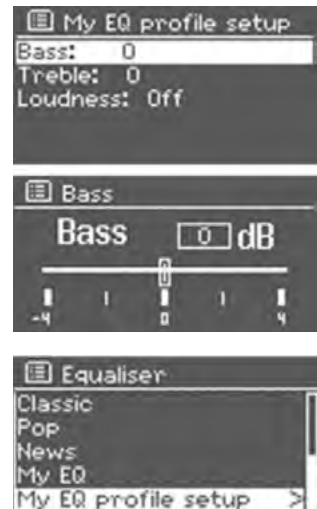 My EQ profile setup
Bass: 0
Treble: 0
Loudness: Off
Bass
Bass 0 dB
-4 0 4
Equaliser
Classic
Pop
News
My EQ
My EQ profile setup >